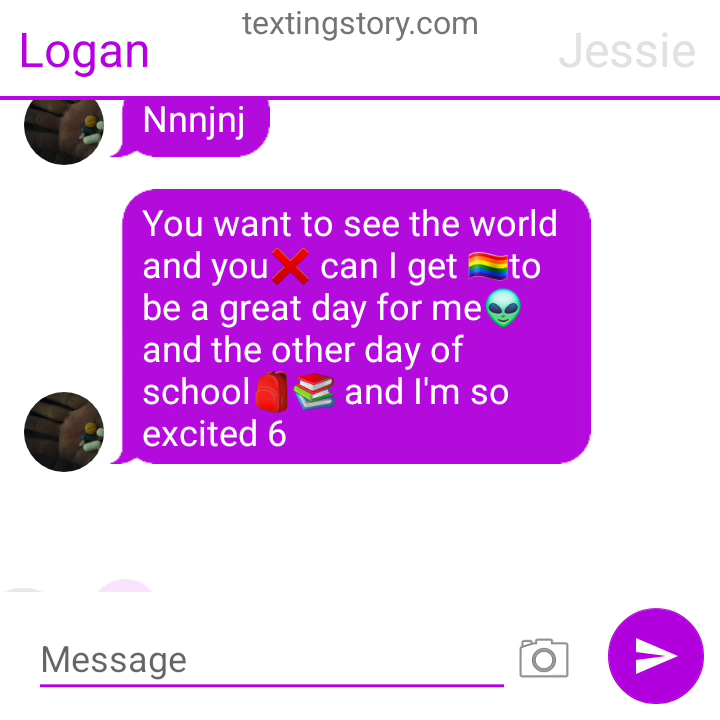 textingstory.com
Logan
Jessie
Nnnjnj
You want to see the world
and you❌ can I get 🏳️‍🌈to
be a great day for me👽
and the other day of
school🎒📚 and I'm so
excited 6
Message